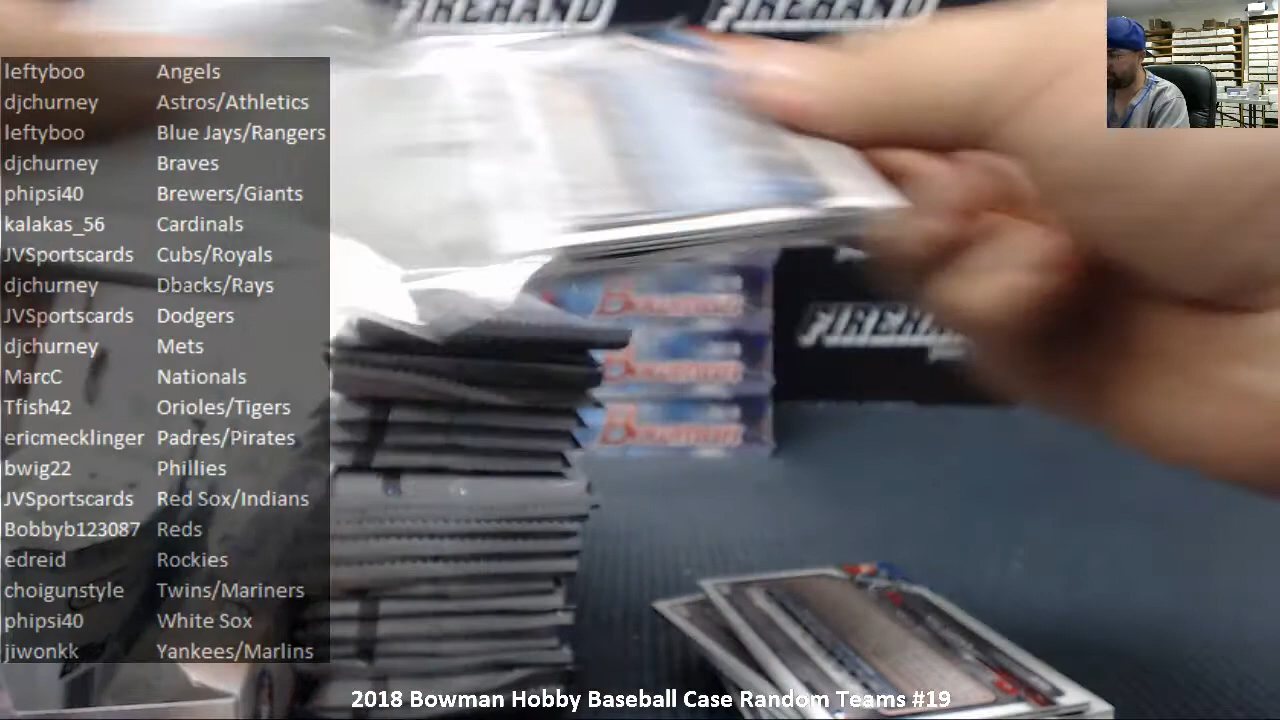 FIREHAND FIREHAND
leftyboo Angels
djchurney Astros/Athletics
leftyboo Blue Jays/Rangers
djchurney Braves
phipsi40 Brewers/Giants
kalakas_56 Cardinals
JVSportscards Cubs/Royals
djchurney Dbacks/Rays
JVSportscards Dodgers
djchurney Mets
MarcC Nationals
Tfish42 Orioles/Tigers
ericmecklinger Padres/Pirates
bwig22 Phillies
JVSportscards Red Sox/Indians
Bobbyb123087 Reds
edreid Rockies
choigunstyle Twins/Mariners
phipsi40 White Sox
jiwonkk Yankees/Marlins
Bowman
Bowman
Bowman
2018 Bowman Hobby Baseball Case Random Teams #19